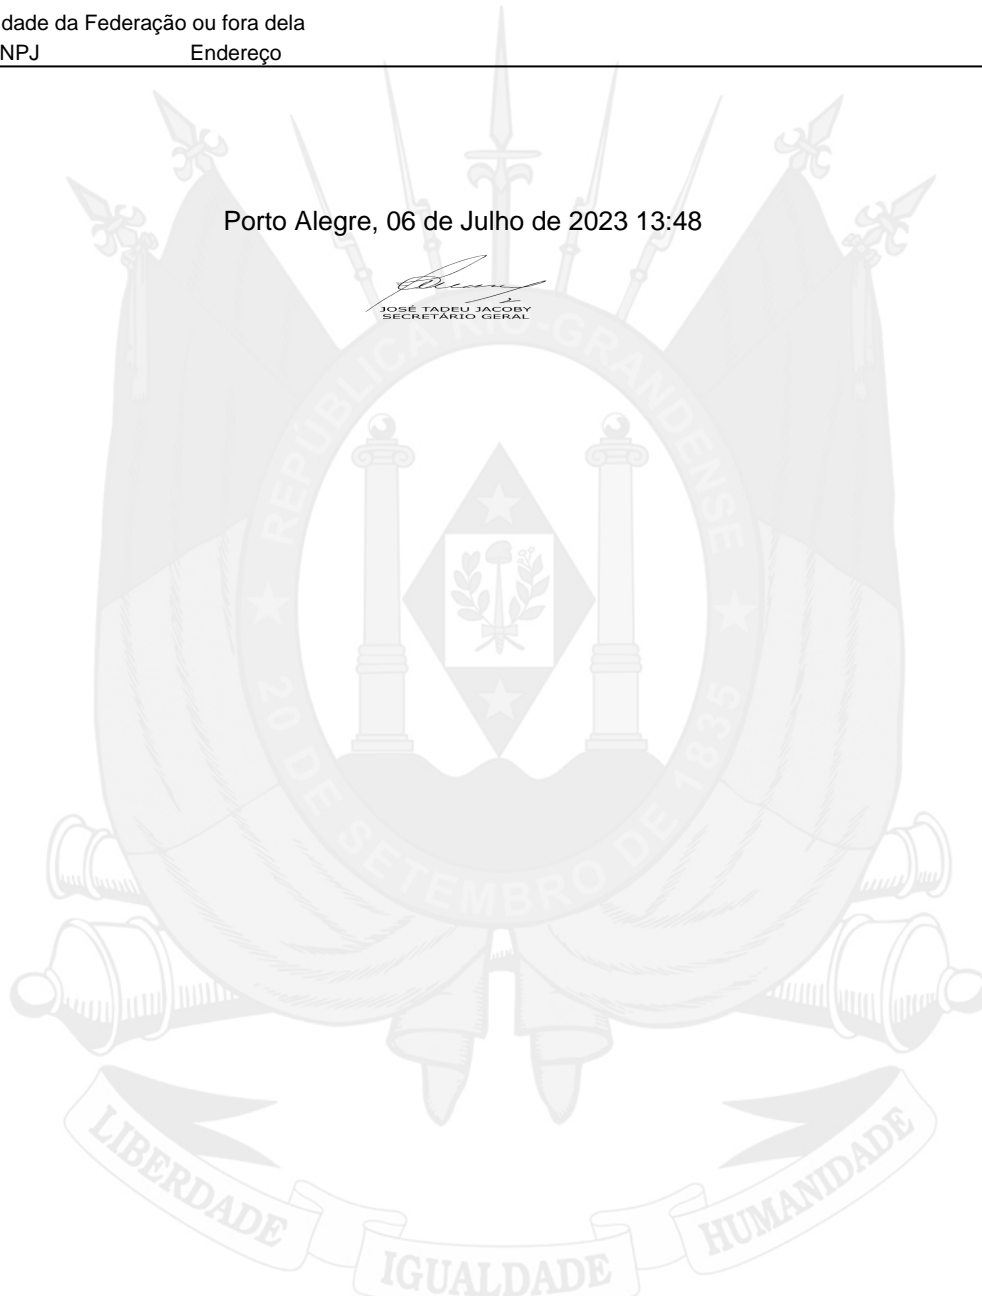 dade da Federação ou fora dela
NPJ Endereço
Porto Alegre, 06 de Julho de 2023 13:48
JOSÉ TADEU JACOBY
SECRETÁRIO GERAL
REPÚBLICA RIO-GRANDENSE
20 DE SETEMBRO DE 1835
LIBERDADE
IGUALDADE
HUMANIDADE